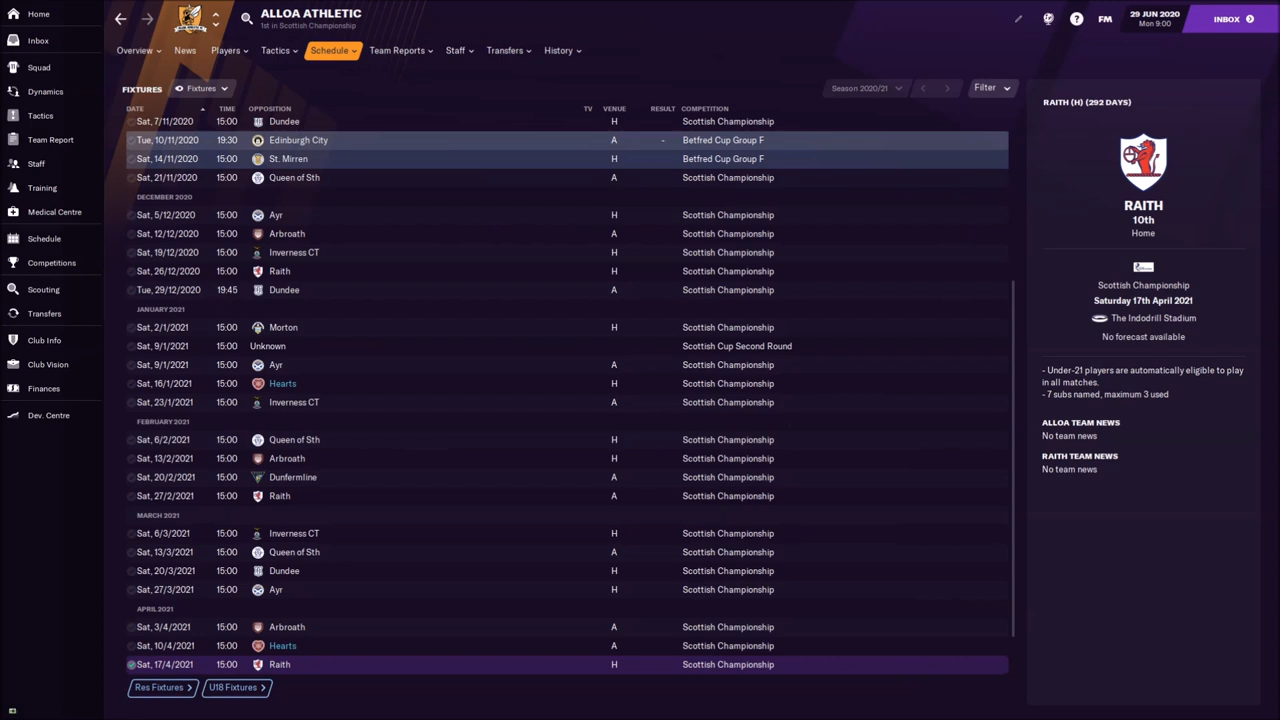 Home
Inbox
Squad
Dynamics
Tactics
Team Report
Staff
Training
Medical Centre
Schedule
Competitions
Scouting
Transfers
Club Info
Club Vision
Finances
Dev. Centre
ALLOA ATHLETIC
1st in Scottish Championship
FM
29 JUN 2020
Mon 9:00
INBOX
Overview News Players Tactics Schedule Team Reports Staff Transfers History
FIXTURES Fixtures Season 2020/21 Filter
DATE TIME OPPOSITION TV VENUE RESULT COMPETITION
Sat, 7/11/2020 15:00 Dundee H Scottish Championship
Tue, 10/11/2020 19:30 Edinburgh City A - Betfred Cup Group F
Sat, 14/11/2020 15:00 St. Mirren H Betfred Cup Group F
Sat, 21/11/2020 15:00 Queen of Sth A Scottish Championship
DECEMBER 2020
Sat, 5/12/2020 15:00 Ayr H Scottish Championship
Sat, 12/12/2020 15:00 Arbroath A Scottish Championship
Sat, 19/12/2020 15:00 Inverness CT H Scottish Championship
Sat, 26/12/2020 15:00 Raith H Scottish Championship
Tue, 29/12/2020 19:45 Dundee A Scottish Championship
JANUARY 2021
Sat, 2/1/2021 15:00 Morton H Scottish Championship
Sat, 9/1/2021 15:00 Unknown Scottish Cup Second Round
Sat, 9/1/2021 15:00 Ayr A Scottish Championship
Sat, 16/1/2021 15:00 Hearts H Scottish Championship
Sat, 23/1/2021 15:00 Inverness CT A Scottish Championship
FEBRUARY 2021
Sat, 6/2/2021 15:00 Queen of Sth H Scottish Championship
Sat, 13/2/2021 15:00 Arbroath H Scottish Championship
Sat, 20/2/2021 15:00 Dunfermline A Scottish Championship
Sat, 27/2/2021 15:00 Raith A Scottish Championship
MARCH 2021
Sat, 6/3/2021 15:00 Inverness CT H Scottish Championship
Sat, 13/3/2021 15:00 Queen of Sth A Scottish Championship
Sat, 20/3/2021 15:00 Dundee H Scottish Championship
Sat, 27/3/2021 15:00 Ayr H Scottish Championship
APRIL 2021
Sat, 3/4/2021 15:00 Arbroath A Scottish Championship
Sat, 10/4/2021 15:00 Hearts A Scottish Championship
Sat, 17/4/2021 15:00 Raith H Scottish Championship
Res Fixtures U18 Fixtures
RAITH (H) (292 DAYS)
RAITH
10th
Home
Scottish Championship
Saturday 17th April 2021
The Indodrill Stadium
No forecast available
- Under-21 players are automatically eligible to play
in all matches.
- 7 subs named, maximum 3 used
ALLOA TEAM NEWS
No team news
RAITH TEAM NEWS
No team news